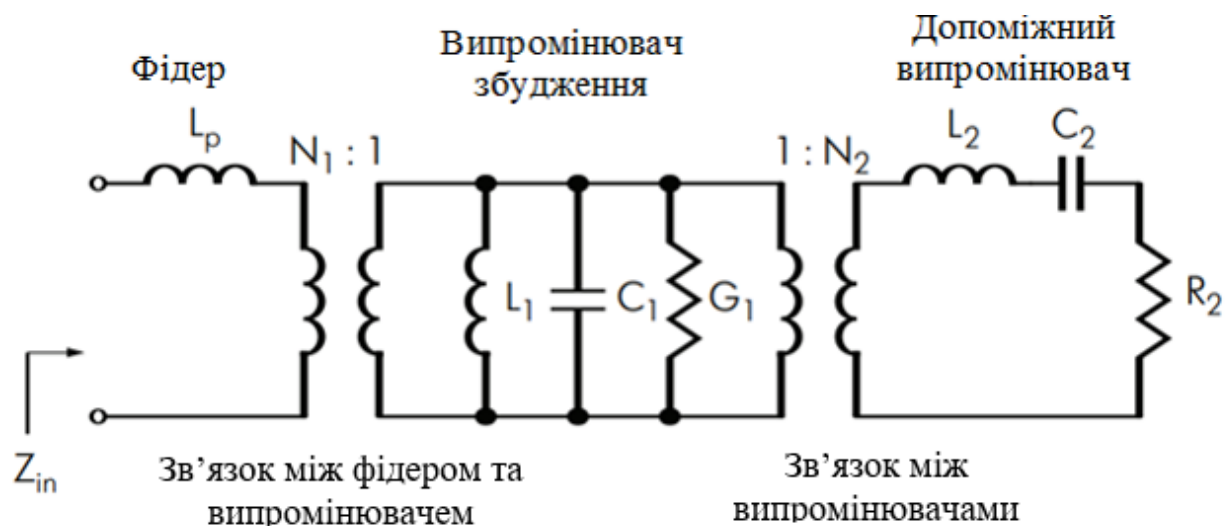 Фідер
Випромінювач
збудження
Допоміжний
випромінювач
Lp
N1 : 1
1 : N2
L2
C2
L1
C1
G1
R2
Zin
Зв’язок між фідером та
випромінювачем
Зв’язок між
випромінювачами